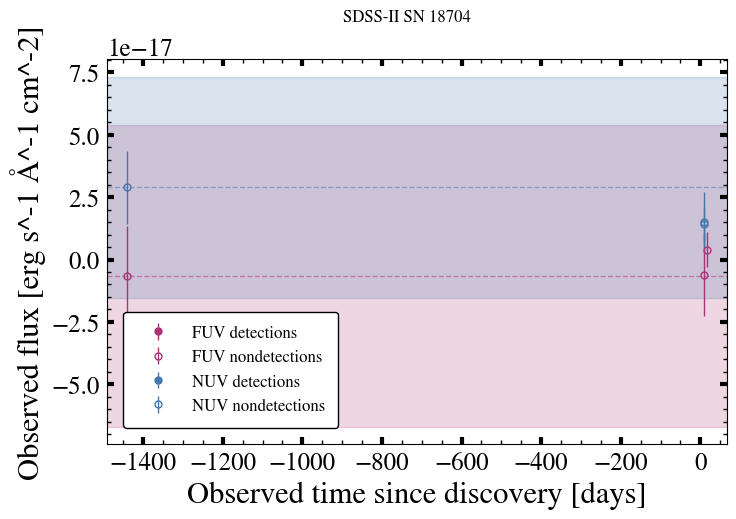 SDSS-II SN 18704
1e−17
Observed flux [erg s^-1 Å^-1 cm^-2]
7.5
5.0
2.5
0.0
−2.5
−5.0
FUV detections
FUV nondetections
NUV detections
NUV nondetections
−1400 −1200 −1000 −800 −600 −400 −200 0
Observed time since discovery [days]